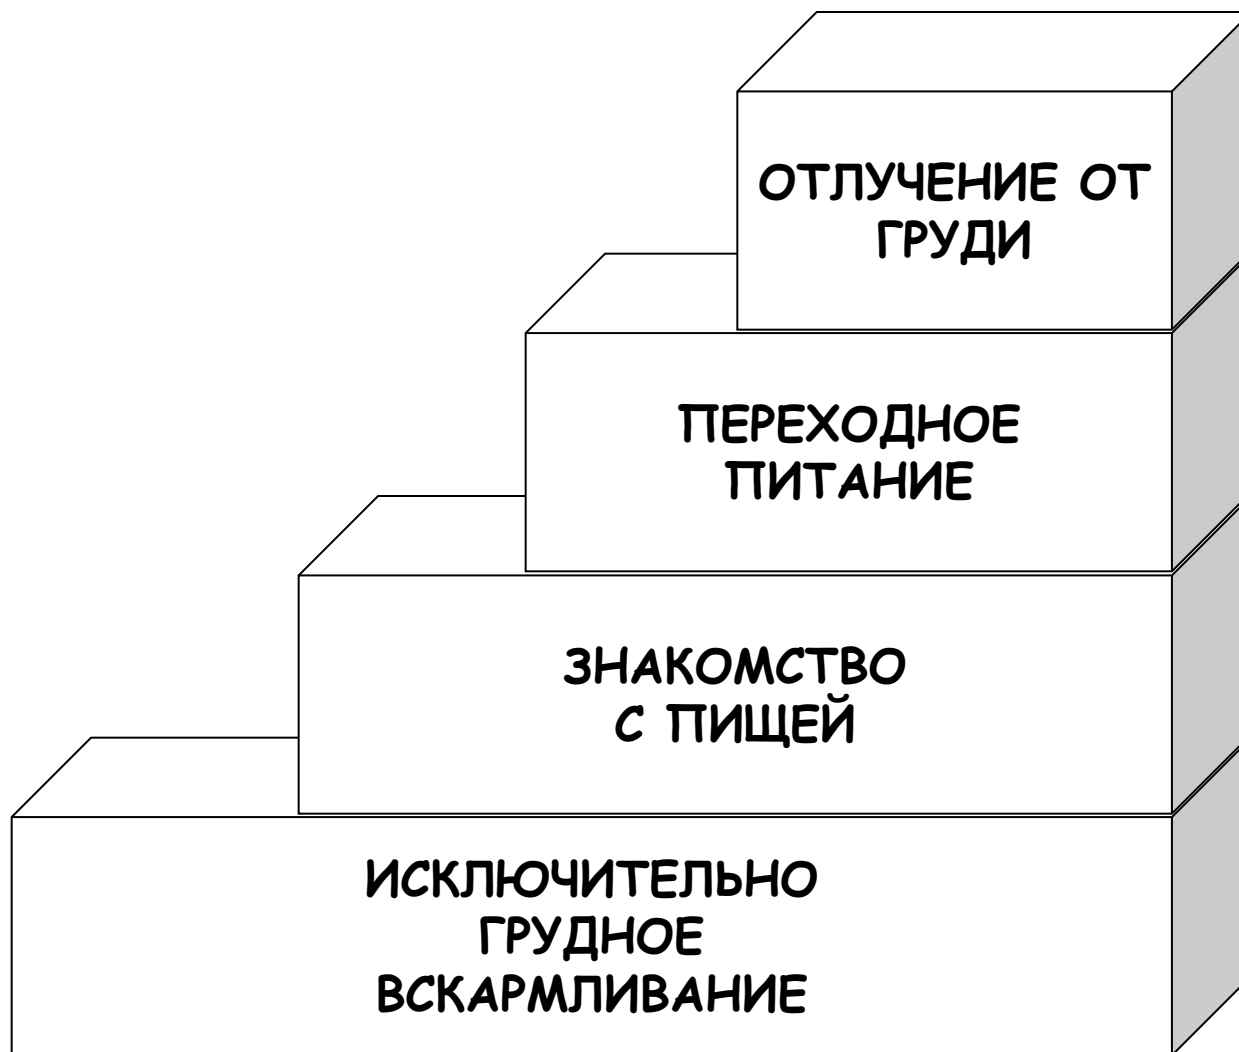 ОТЛУЧЕНИЕ ОТ
ГРУДИ
ПЕРЕХОДНОЕ
ПИТАНИЕ
ЗНАКОМСТВО
С ПИЩЕЙ
ИСКЛЮЧИТЕЛЬНО
ГРУДНОЕ
ВСКАРМЛИВАНИЕ